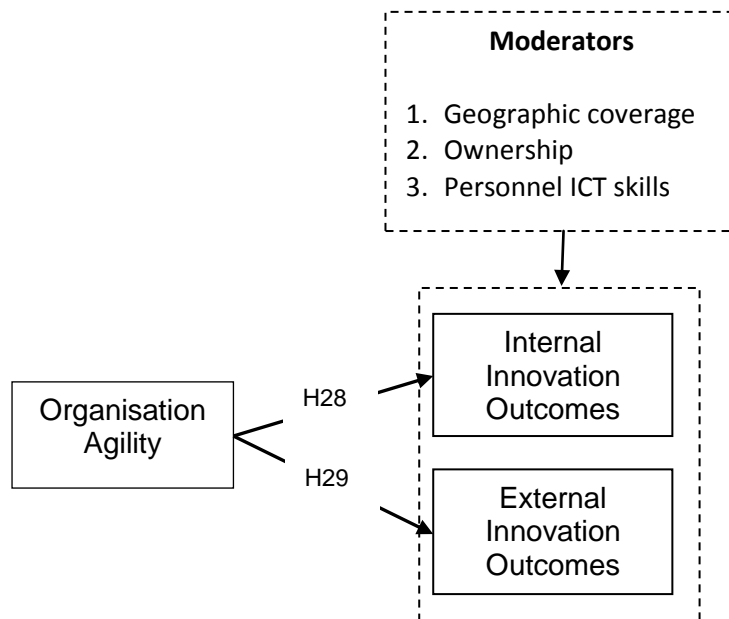 Moderators
1. Geographic coverage
2. Ownership
3. Personnel ICT skills
Internal
Innovation
Outcomes
H28
Organisation
Agility
H29
External
Innovation
Outcomes